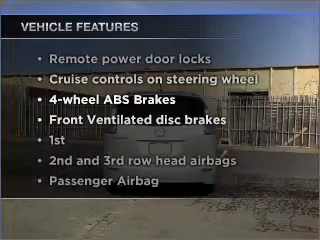 VEHICLE FEATURES
• Remote power door locks
• Cruise controls on steering wheel
• 4-wheel ABS Brakes
• Front Ventilated disc brakes
• 1st
• 2nd and 3rd row head airbags
• Passenger Airbag